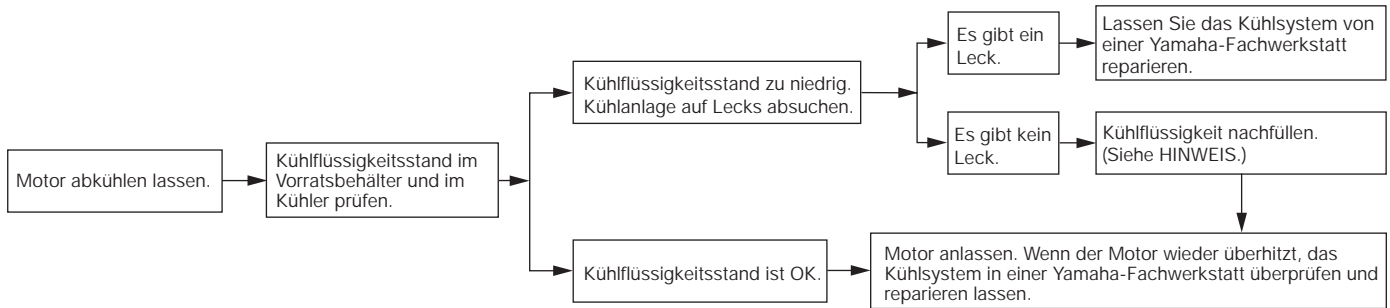 Motor abkühlen lassen.
Kühlflüssigkeitsstand im
Vorratsbehälter und im
Kühler prüfen.
Kühlflüssigkeitsstand zu niedrig.
Kühlanlage auf Lecks absuchen.
Es gibt ein
Leck.
Lassen Sie das Kühlsystem von
einer Yamaha-Fachwerkstatt
reparieren.
Es gibt kein
Leck.
Kühlflüssigkeit nachfüllen.
(Siehe HINWEIS.)
Kühlflüssigkeitsstand ist OK.
Motor anlassen. Wenn der Motor wieder überhitzt, das
Kühlsystem in einer Yamaha-Fachwerkstatt überprüfen und
reparieren lassen.